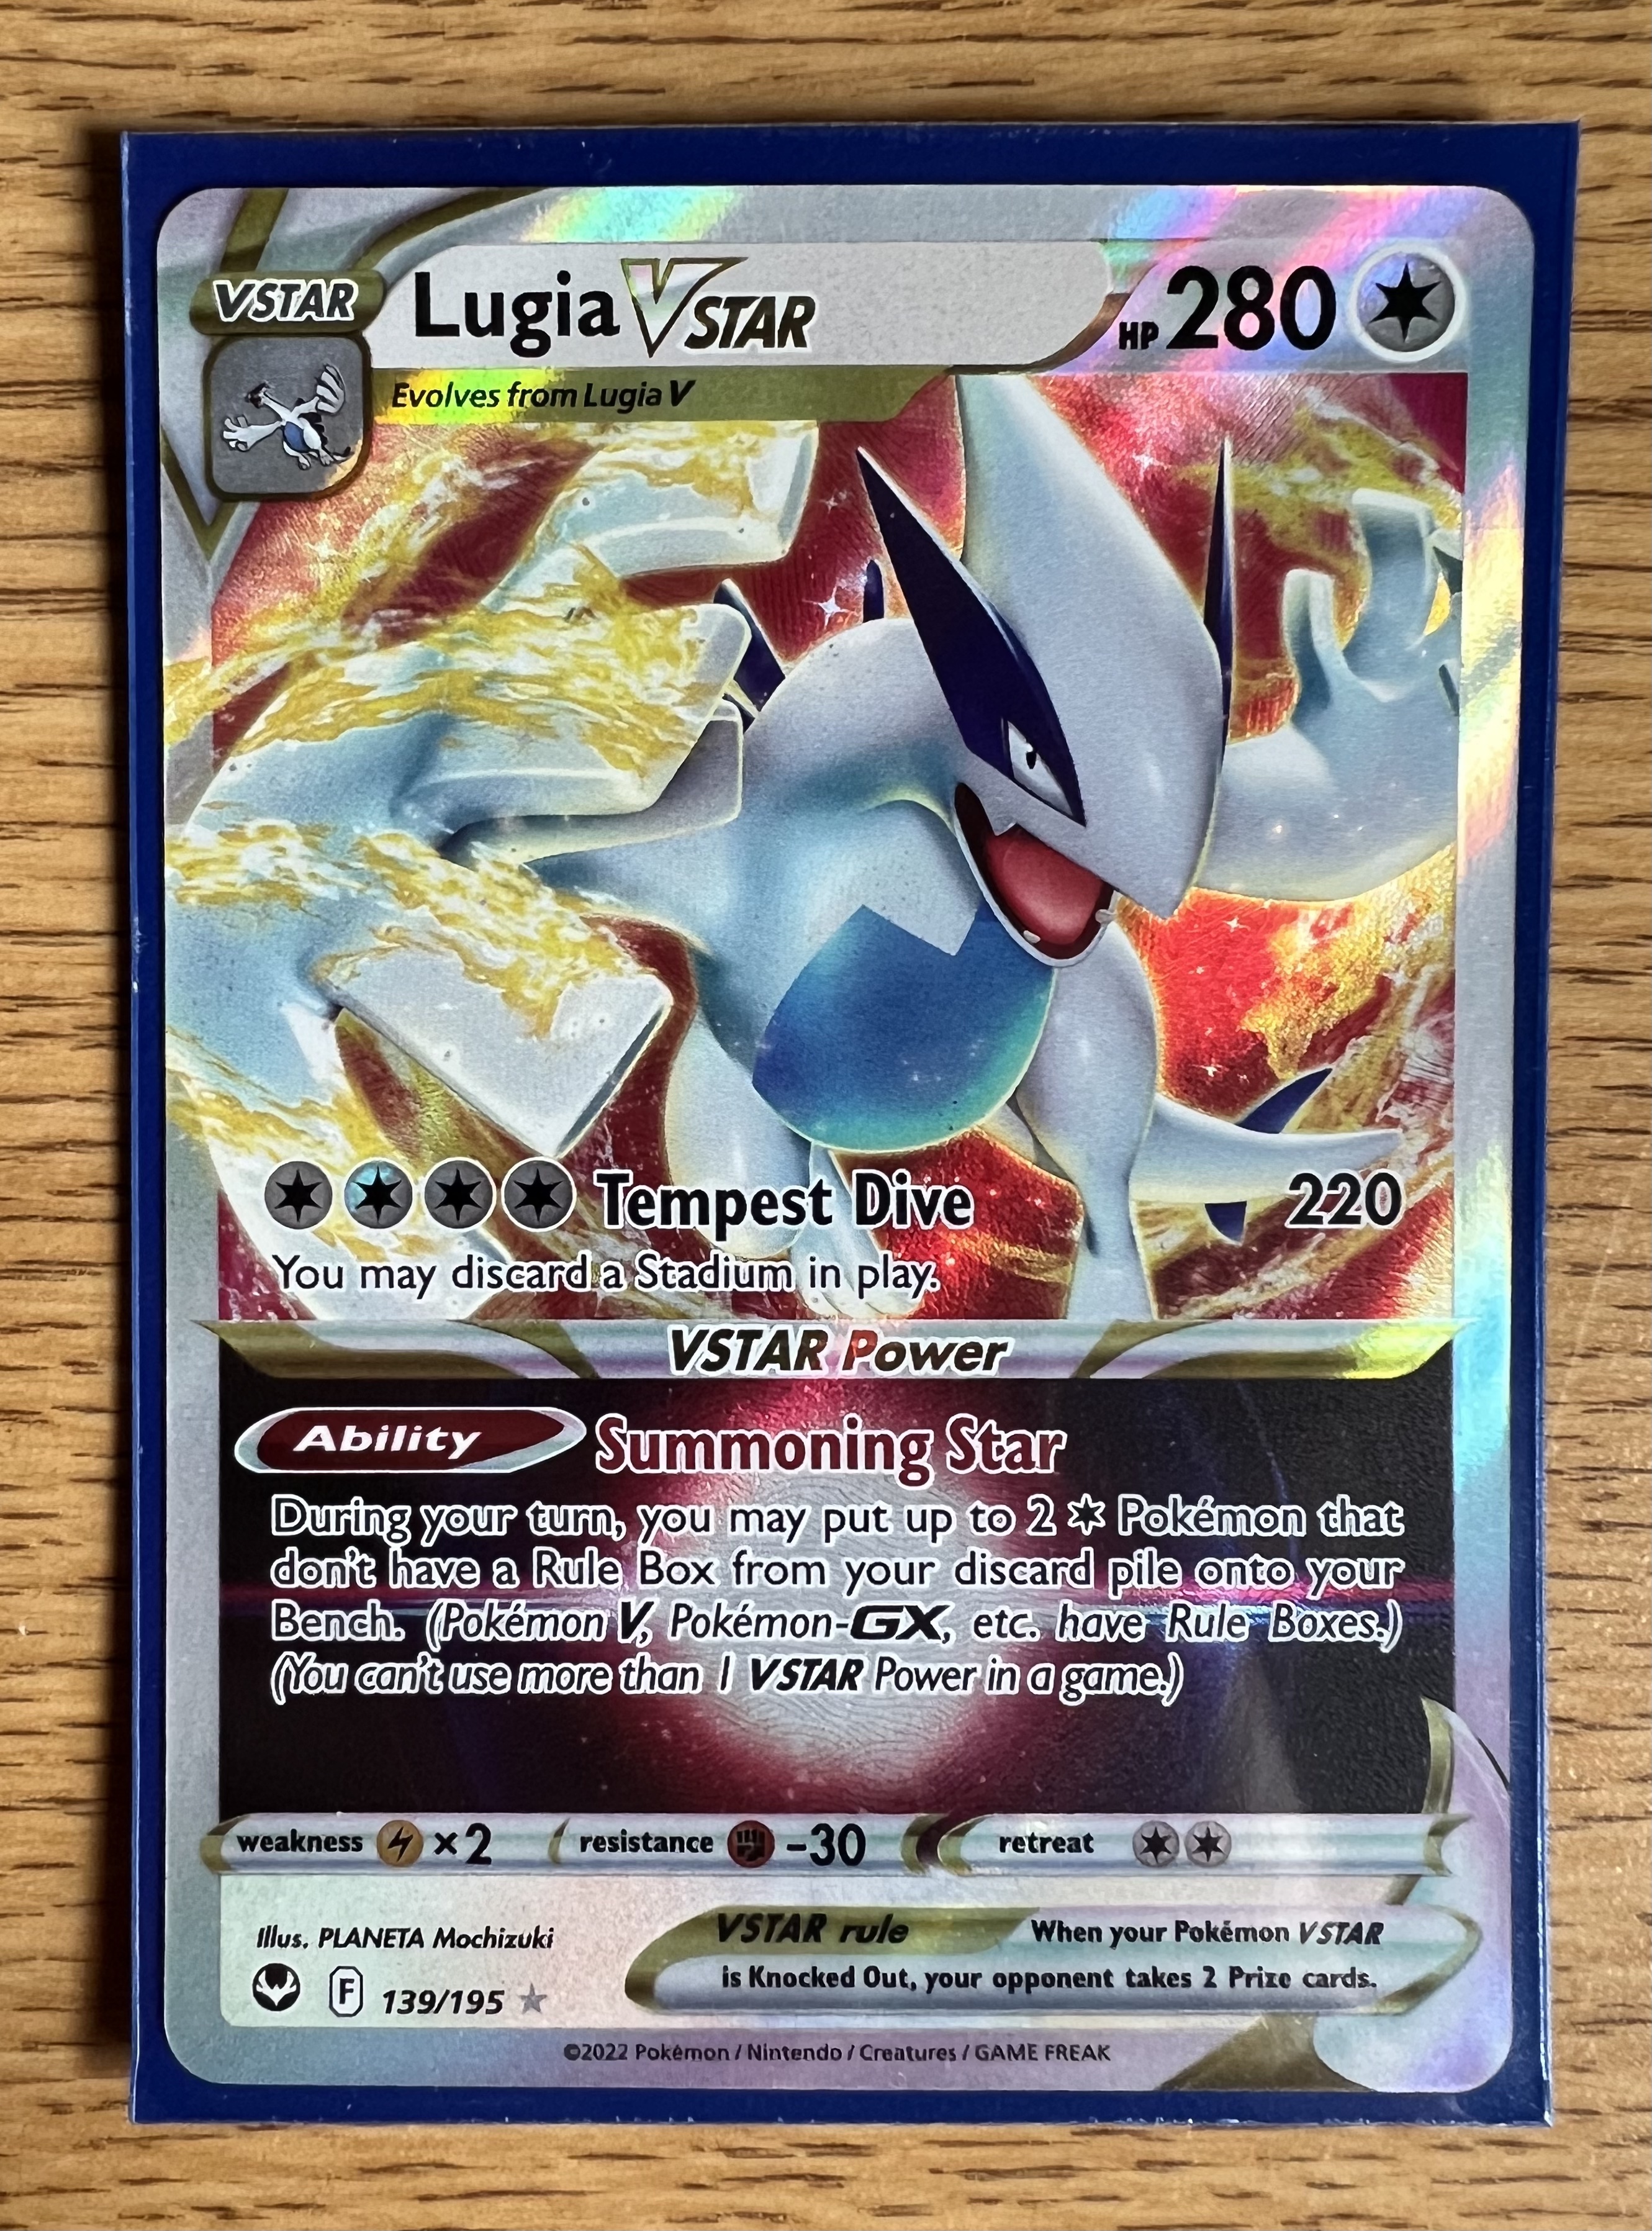 VSTAR
Lugia VSTAR
HP 280
Evolves from Lugia V
Tempest Dive 220
You may discard a Stadium in play.
VSTAR Power
Ability Summoning Star
During your turn, you may put up to 2 Pokémon that
don't have a Rule Box from your discard pile onto your
Bench. (Pokémon V, Pokémon-GX, etc. have Rule Boxes.)
(You can't use more than 1 VSTAR Power in a game.)
weakness ×2 resistance -30 retreat
Illus. PLANETA Mochizuki
F 139/195
VSTAR rule When your Pokémon VSTAR
is Knocked Out, your opponent takes 2 Prize cards.
©2022 Pokémon / Nintendo / Creatures / GAME FREAK